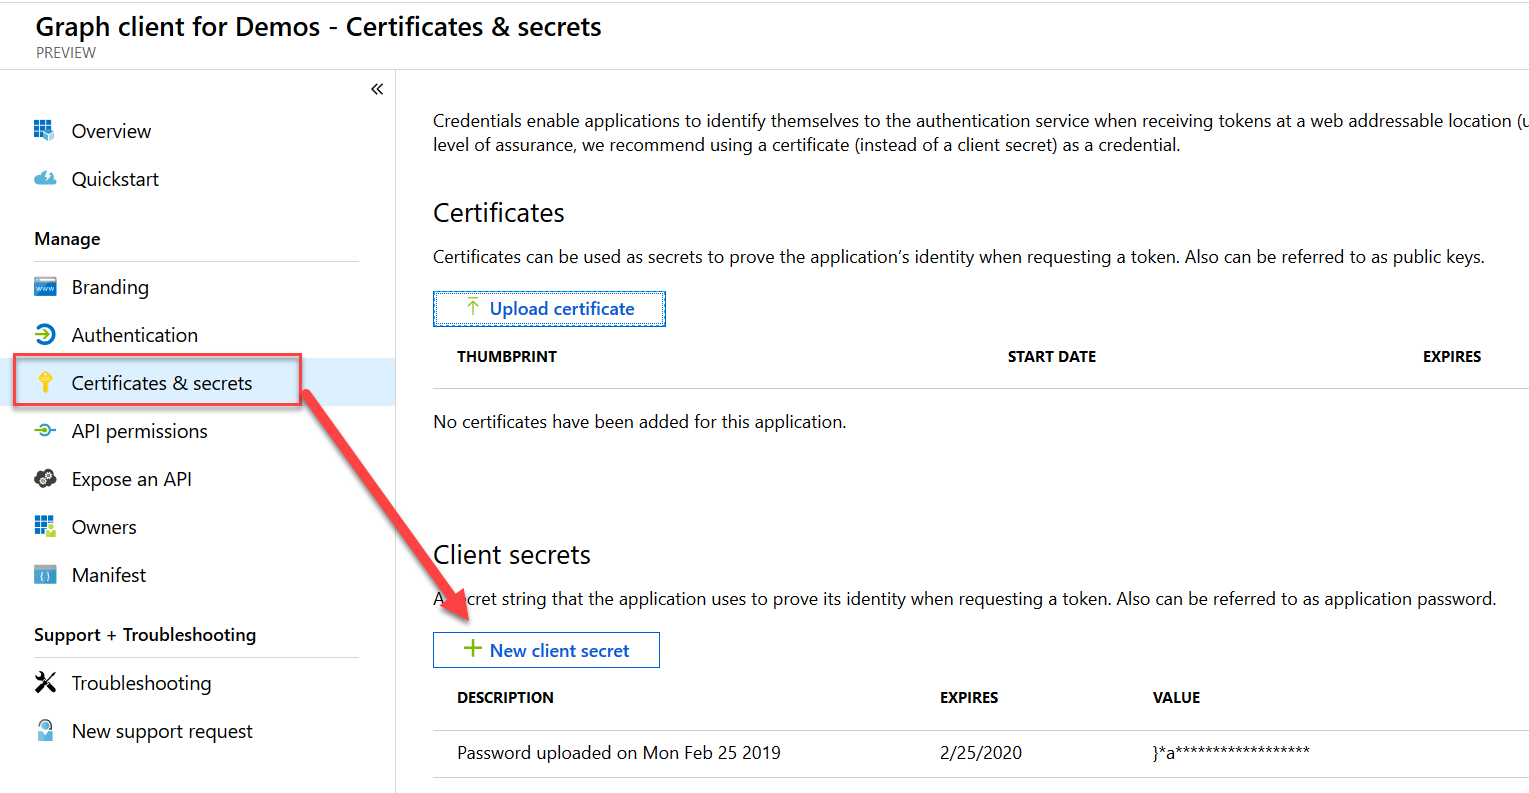 Graph client for Demos - Certificates & secrets
PREVIEW
«
Overview
Quickstart
Manage
Branding
Authentication
Certificates & secrets
API permissions
Expose an API
Owners
Manifest
Support + Troubleshooting
Troubleshooting
New support request
Credentials enable applications to identify themselves to the authentication service when receiving tokens at a web addressable location (u
level of assurance, we recommend using a certificate (instead of a client secret) as a credential.
Certificates
Certificates can be used as secrets to prove the application's identity when requesting a token. Also can be referred to as public keys.
Upload certificate
THUMBPRINT START DATE EXPIRES
No certificates have been added for this application.
Client secrets
A secret string that the application uses to prove its identity when requesting a token. Also can be referred to as application password.
+ New client secret
DESCRIPTION EXPIRES VALUE
Password uploaded on Mon Feb 25 2019 2/25/2020 }*a******************